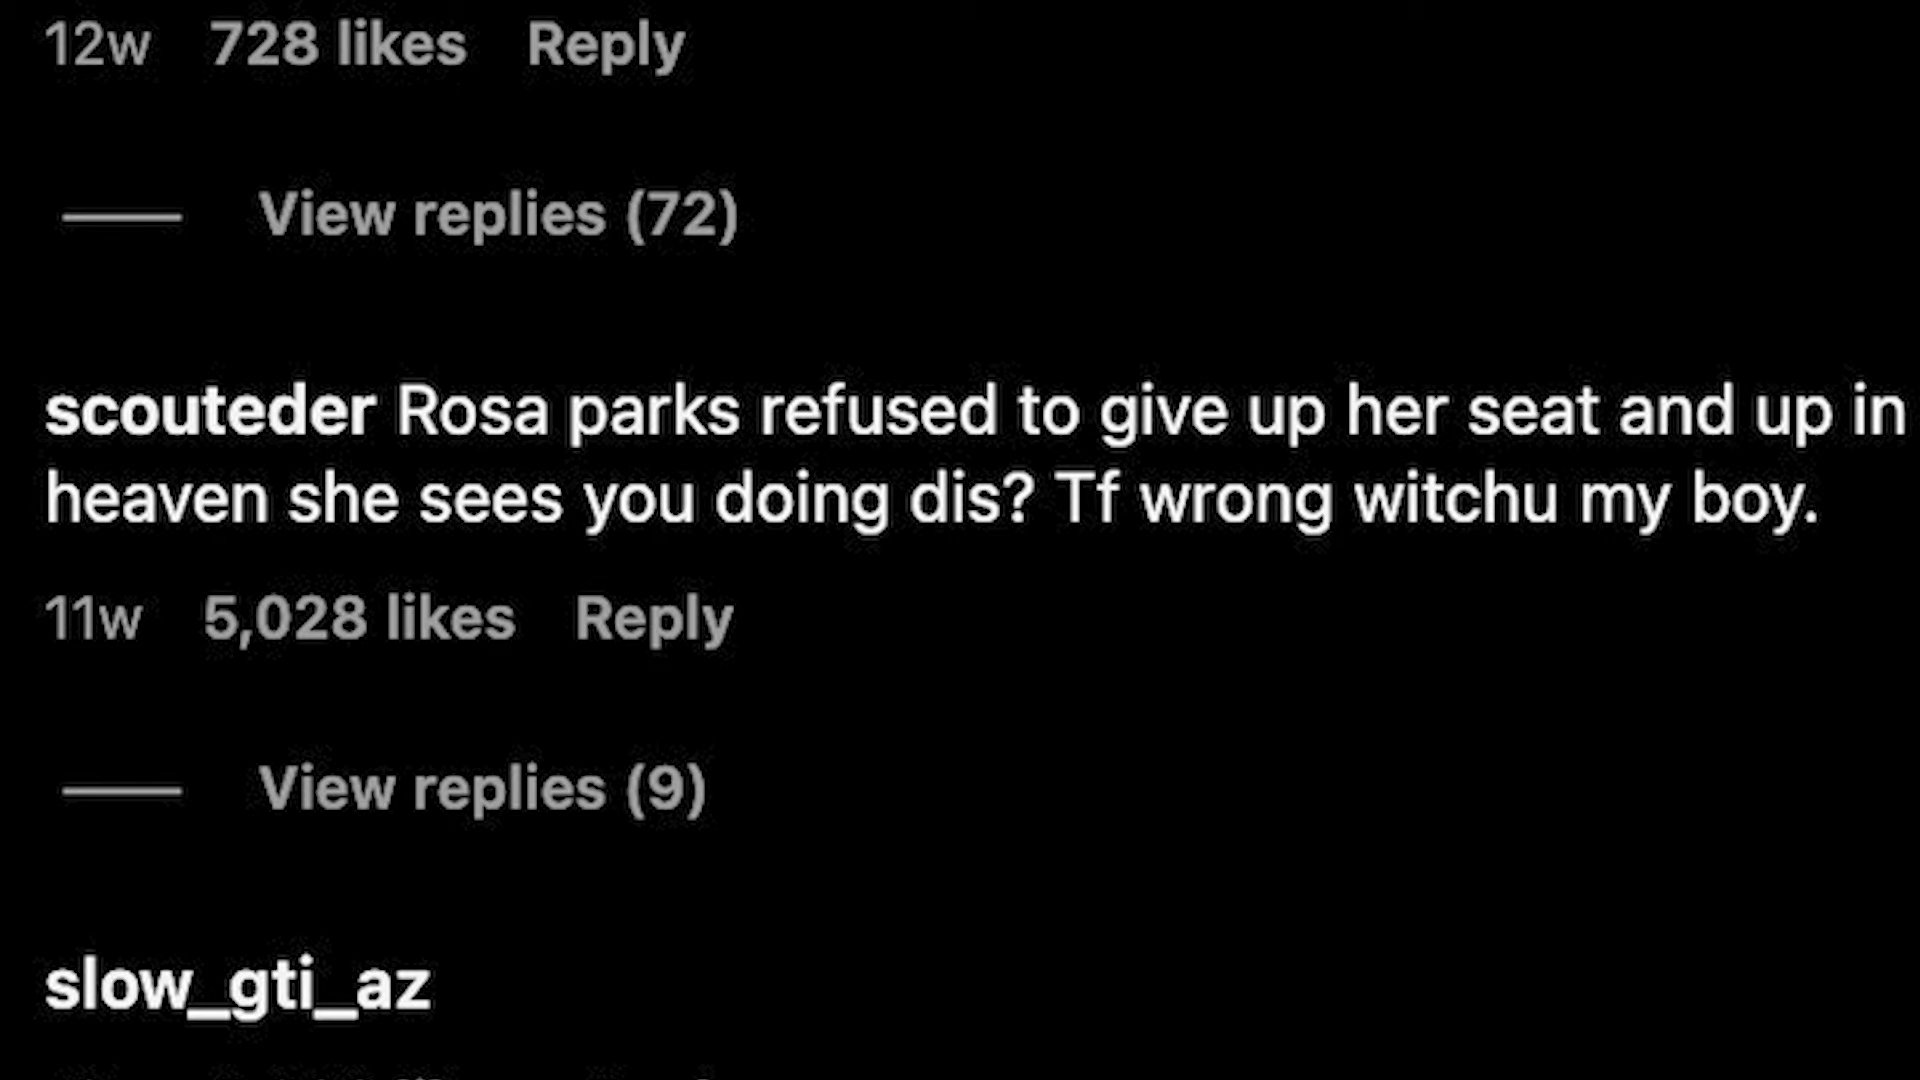 12w 728 likes Reply
View replies (72)
scouteder Rosa parks refused to give up her seat and up in
heaven she sees you doing dis? Tf wrong witchu my boy.
11w 5,028 likes Reply
View replies (9)
slow_gti_az